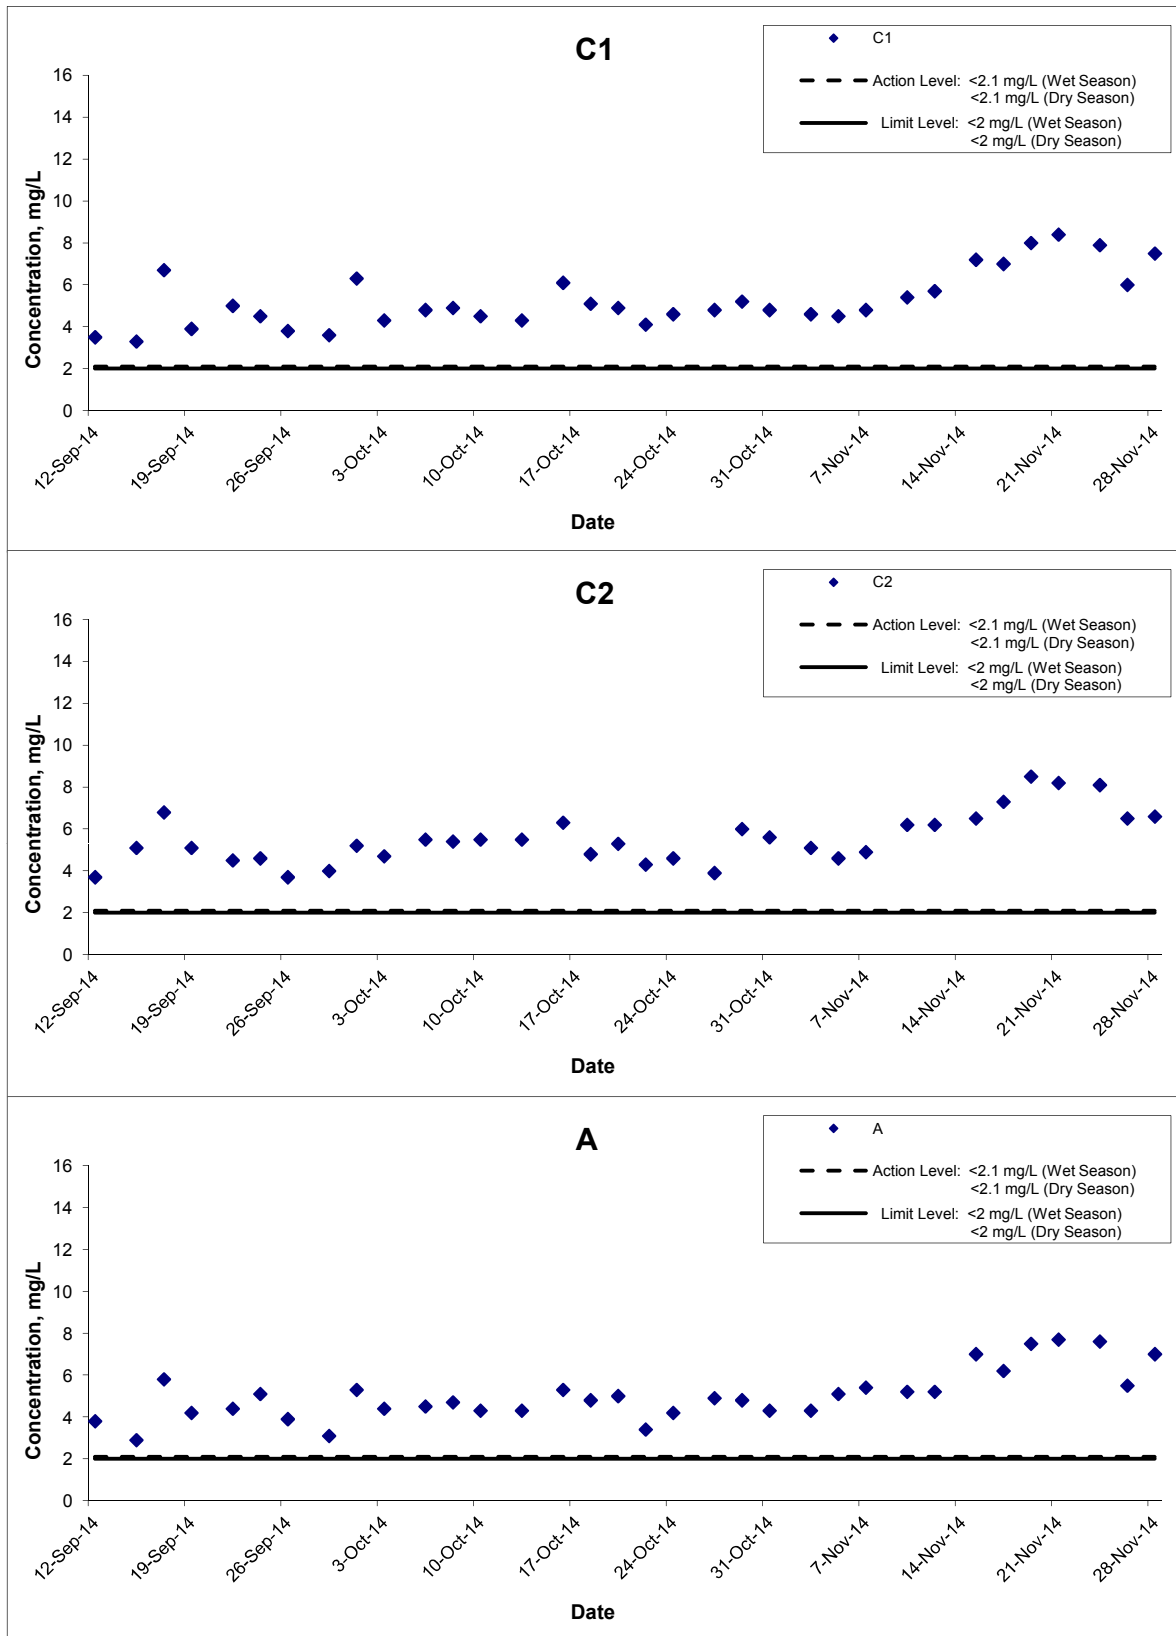 C1
C1
Action Level: <2.1 mg/L (Wet Season)
<2.1 mg/L (Dry Season)
Limit Level: <2 mg/L (Wet Season)
<2 mg/L (Dry Season)
Concentration, mg/L
16
14
12
10
8
6
4
2
0
12-Sep-14
19-Sep-14
26-Sep-14
3-Oct-14
10-Oct-14
17-Oct-14
24-Oct-14
31-Oct-14
7-Nov-14
14-Nov-14
21-Nov-14
28-Nov-14
Date
C2
C2
Action Level: <2.1 mg/L (Wet Season)
<2.1 mg/L (Dry Season)
Limit Level: <2 mg/L (Wet Season)
<2 mg/L (Dry Season)
Concentration, mg/L
16
14
12
10
8
6
4
2
0
12-Sep-14
19-Sep-14
26-Sep-14
3-Oct-14
10-Oct-14
17-Oct-14
24-Oct-14
31-Oct-14
7-Nov-14
14-Nov-14
21-Nov-14
28-Nov-14
Date
A
A
Action Level: <2.1 mg/L (Wet Season)
<2.1 mg/L (Dry Season)
Limit Level: <2 mg/L (Wet Season)
<2 mg/L (Dry Season)
Concentration, mg/L
16
14
12
10
8
6
4
2
0
12-Sep-14
19-Sep-14
26-Sep-14
3-Oct-14
10-Oct-14
17-Oct-14
24-Oct-14
31-Oct-14
7-Nov-14
14-Nov-14
21-Nov-14
28-Nov-14
Date